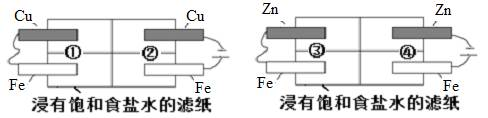 Cu Cu Zn Zn
① ② ③ ④
Fe Fe Fe Fe
浸有饱和食盐水的滤纸 浸有饱和食盐水的滤纸